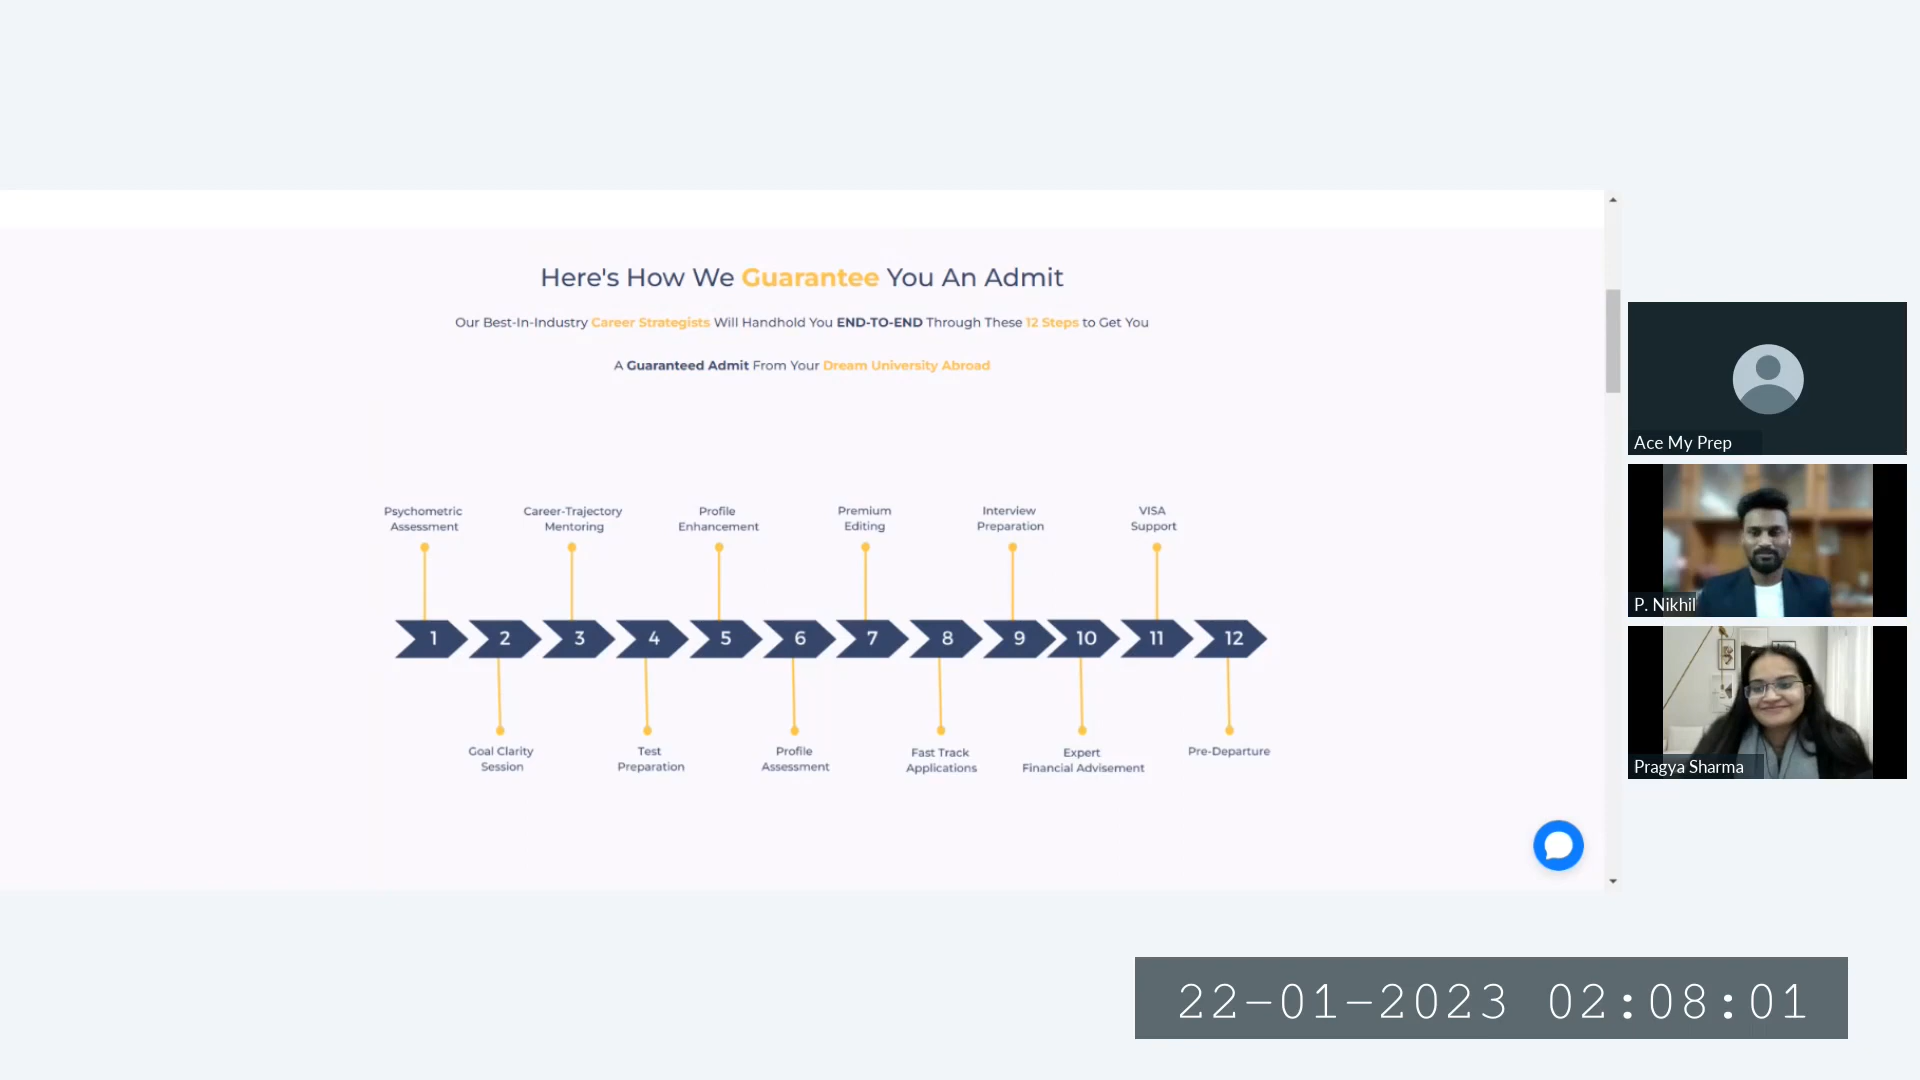 Here's How We Guarantee You An Admit
Our Best-In-Industry Career Strategists Will Handhold You END-TO-END Through These 12 Steps to Get You
A Guaranteed Admit From Your Dream University Abroad
Psychometric
Assessment
Career-Trajectory
Mentoring
Profile
Enhancement
Premium
Editing
Interview
Preparation
VISA
Support
1 2 3 4 5 6 7 8 9 10 11 12
Goal Clarity
Session
Test
Preparation
Profile
Assessment
Fast Track
Applications
Expert
Financial Advisement
Pre-Departure
Ace My Prep
P. Nikhil
Pragya Sharma
22-01-2023 02:08:01